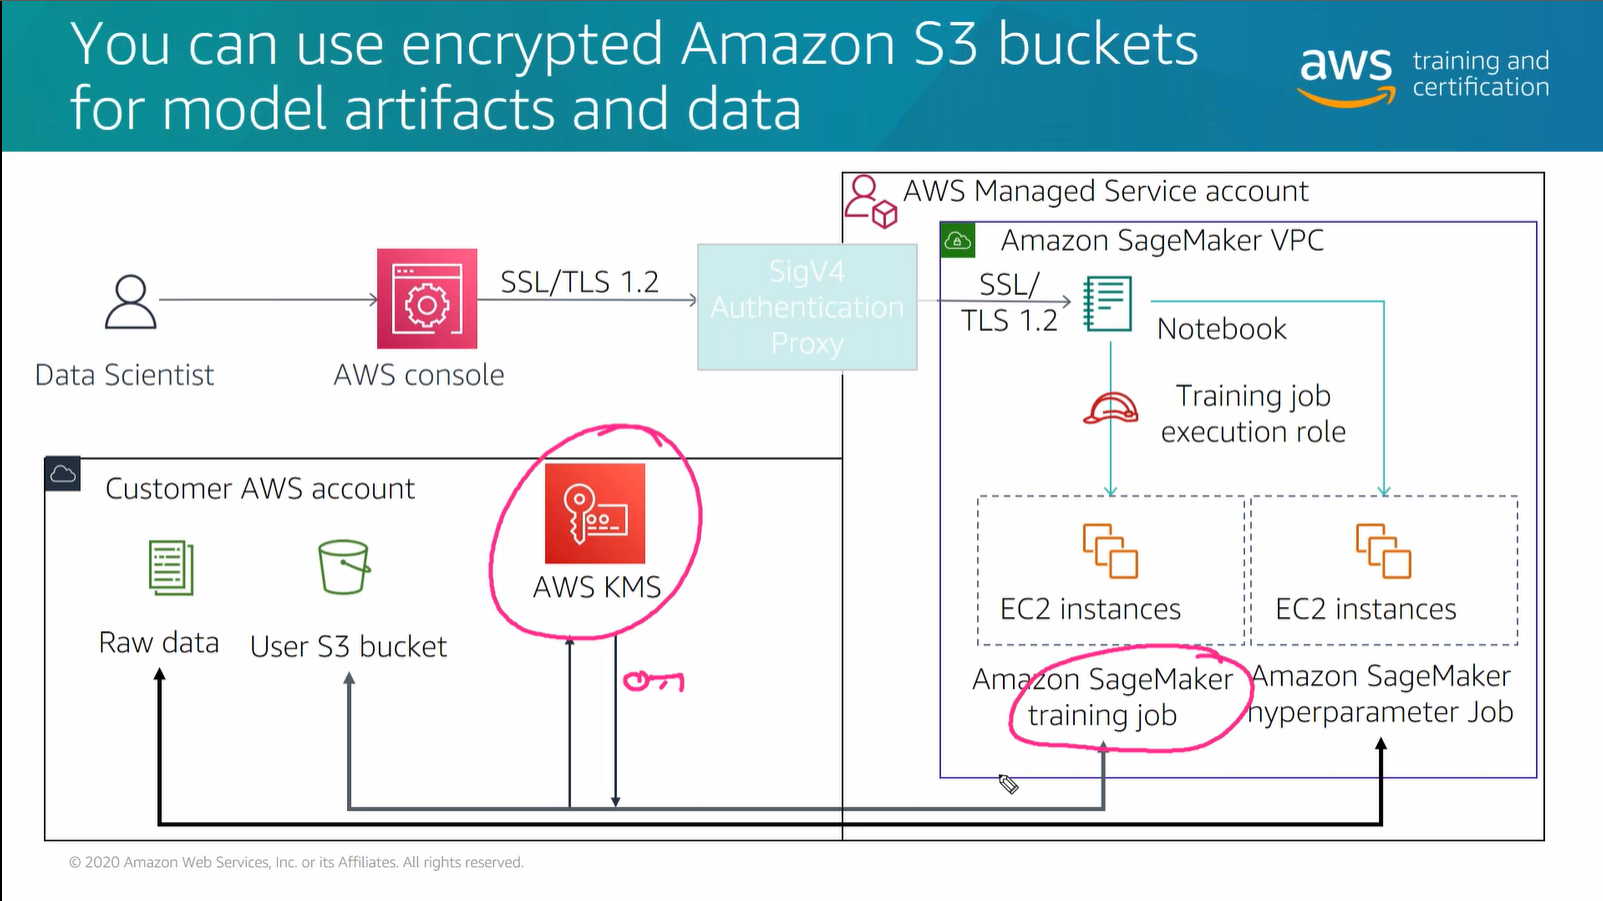 You can use encrypted Amazon S3 buckets
for model artifacts and data
aws training and
certification
AWS Managed Service account
Amazon SageMaker VPC
SigV4
Authentication
Proxy
SSL/TLS 1.2
SSL/
TLS 1.2
Notebook
Data Scientist
AWS console
Training job
execution role
Customer AWS account
AWS KMS
Raw data
User S3 bucket
EC2 instances
EC2 instances
Amazon SageMaker
training job
Amazon SageMaker
hyperparameter Job
© 2020 Amazon Web Services, Inc. or its Affiliates. All rights reserved.